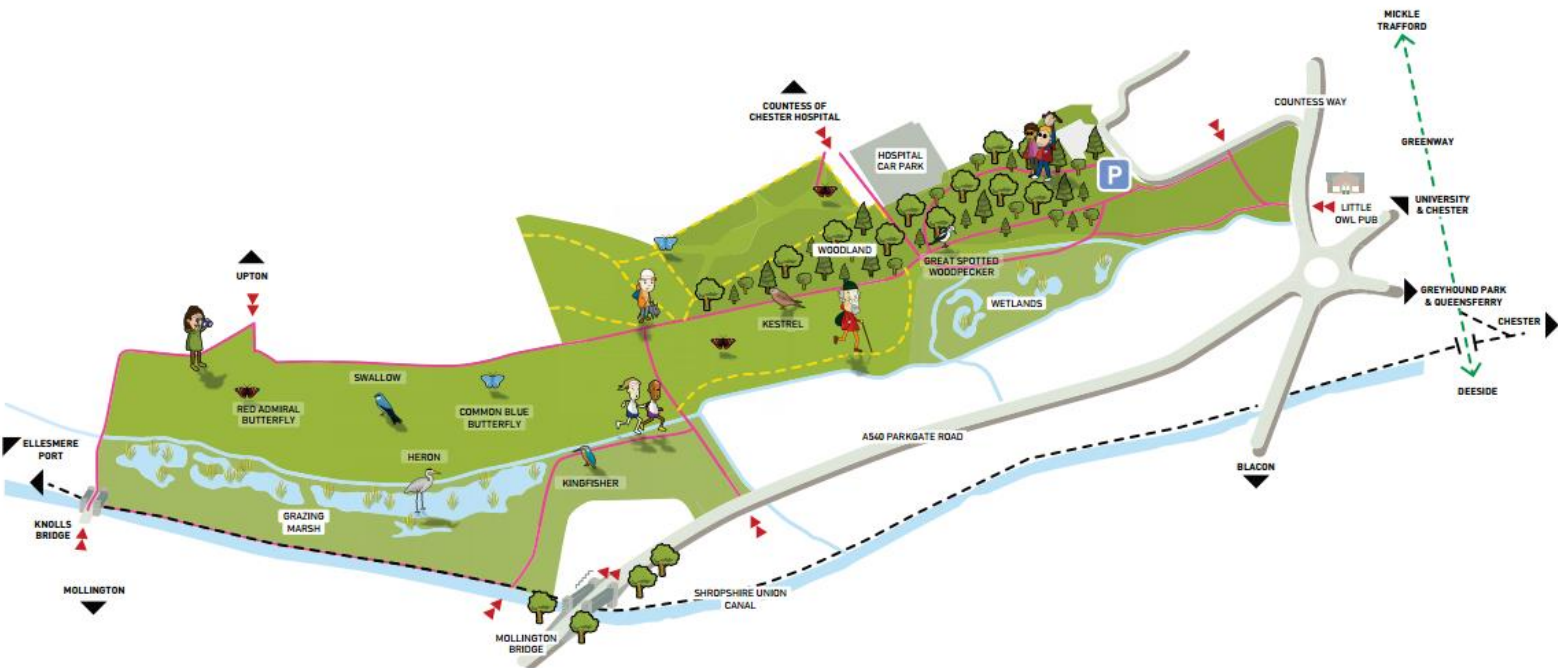 MICKLE
TRAFFORD
COUNTESS OF
CHESTER HOSPITAL
COUNTESS WAY
GREENWAY
HOSPITAL
CAR PARK
P
LITTLE
OWL PUB
UNIVERSITY
& CHESTER
WOODLAND
GREAT SPOTTED
WOODPECKER
UPTON
WETLANDS
GREYHOUND PARK
& QUEENSFERRY
CHESTER
KESTREL
SWALLOW
RED ADMIRAL
BUTTERFLY
COMMON BLUE
BUTTERFLY
DEESIDE
A540 PARKGATE ROAD
ELLESMERE
PORT
HERON
KINGFISHER
BLACON
GRAZING
MARSH
KNOLLS
BRIDGE
MOLLINGTON
SHROPSHIRE UNION
CANAL
MOLLINGTON
BRIDGE